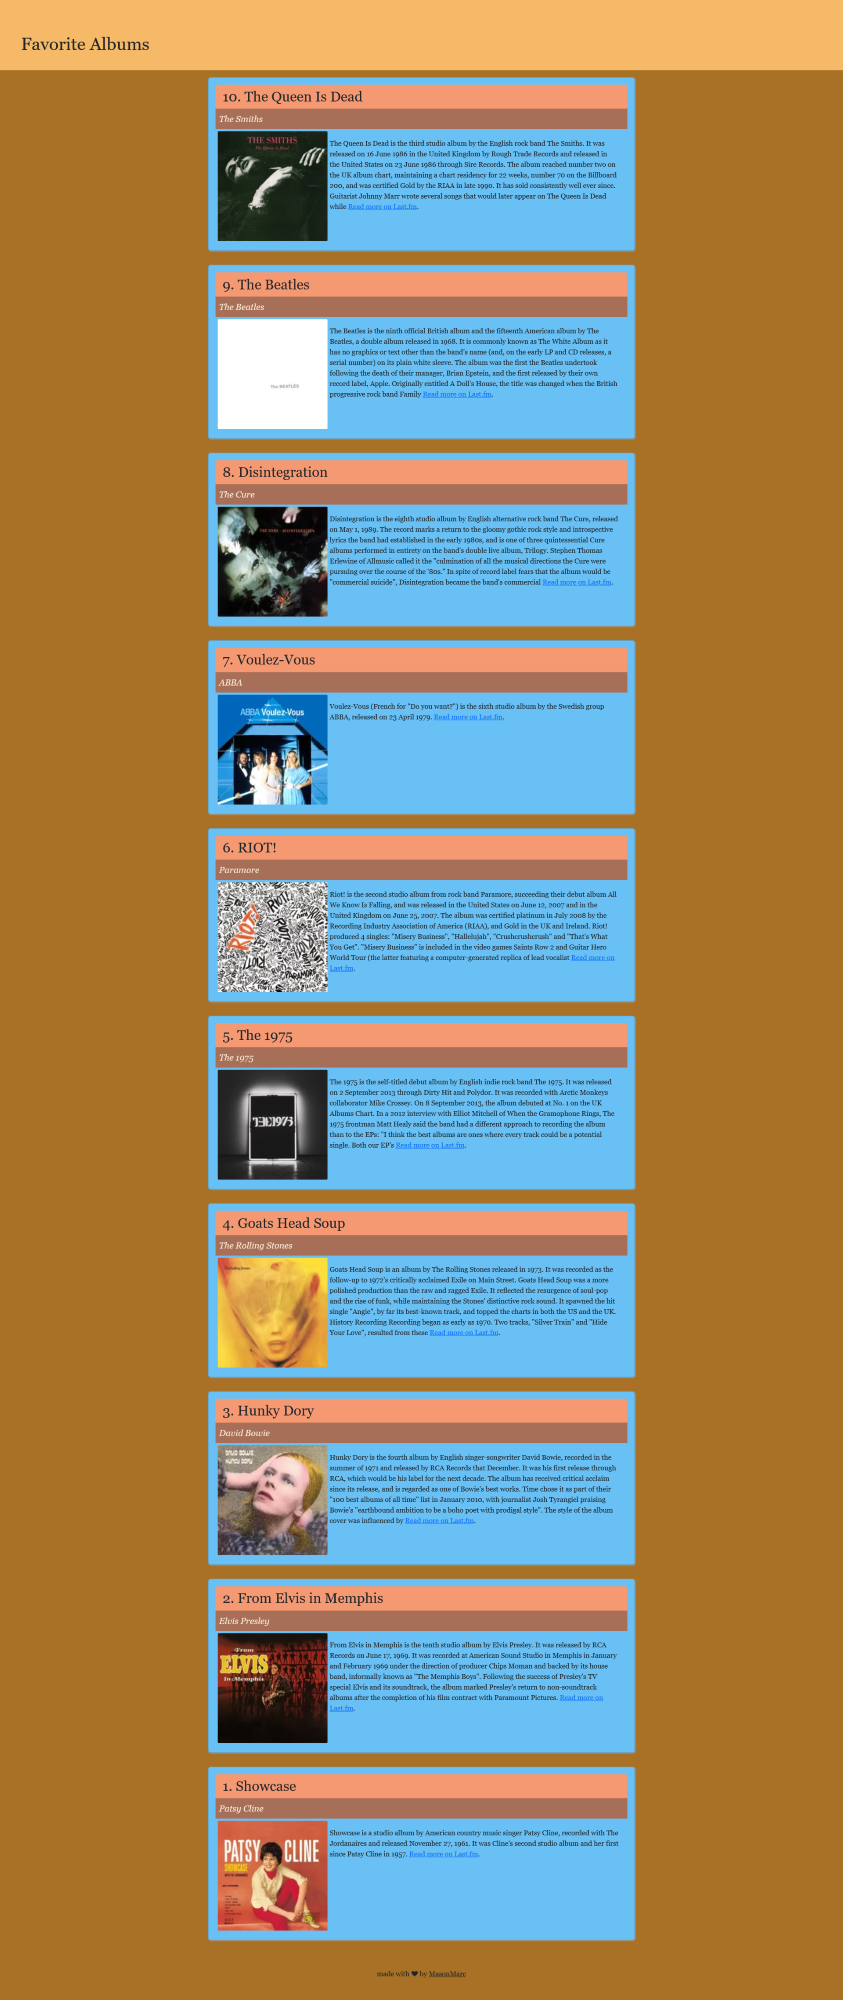 Favorite Albums
10. The Queen Is Dead
The Smiths
THE SMITHS
The Queen Is Dead
The Queen Is Dead is the third studio album by the English rock band The Smiths. It was
released on 16 June 1986 in the United Kingdom by Rough Trade Records and released in
the United States on 23 June 1986 through Sire Records. The album reached number two on
the UK album chart, maintaining a chart residency for 22 weeks, number 70 on the Billboard
200, and was certified Gold by the RIAA in late 1990. It has sold consistently well ever since.
Guitarist Johnny Marr wrote several songs that would later appear on The Queen Is Dead
while Read more on Last.fm.
9. The Beatles
The Beatles
The BEATLES
The Beatles is the ninth official British album and the fifteenth American album by The
Beatles, a double album released in 1968. It is commonly known as The White Album as it
has no graphics or text other than the band's name (and, on the early LP and CD releases, a
serial number) on its plain white sleeve. The album was the first the Beatles undertook
following the death of their manager, Brian Epstein, and the first released by their own
record label, Apple. Originally entitled A Doll's House, the title was changed when the British
progressive rock band Family Read more on Last.fm.
8. Disintegration
The Cure
THE CURE · DISINTEGRATION
Disintegration is the eighth studio album by English alternative rock band The Cure, released
on May 1, 1989. The record marks a return to the gloomy gothic rock style and introspective
lyrics the band had established in the early 1980s, and is one of three quintessential Cure
albums performed in entirety on the band's double live album, Trilogy. Stephen Thomas
Erlewine of Allmusic called it the "culmination of all the musical directions the Cure were
pursuing over the course of the '80s." In spite of record label fears that the album would be
"commercial suicide", Disintegration became the band's commercial Read more on Last.fm.
7. Voulez-Vous
ABBA
ABBA Voulez-Vous
Voulez-Vous (French for "Do you want?") is the sixth studio album by the Swedish group
ABBA, released on 23 April 1979. Read more on Last.fm.
6. RIOT!
Paramore
RIOT!
RIOT!
RIOT!
RIOT!
PARAMORE
Riot! is the second studio album from rock band Paramore, succeeding their debut album All
We Know Is Falling, and was released in the United States on June 12, 2007 and in the
United Kingdom on June 25, 2007. The album was certified platinum in July 2008 by the
Recording Industry Association of America (RIAA), and Gold in the UK and Ireland. Riot!
produced 4 singles: "Misery Business", "Hallelujah", "Crushcrushcrush" and "That's What
You Get". "Misery Business" is included in the video games Saints Row 2 and Guitar Hero
World Tour (the latter featuring a computer-generated replica of lead vocalist Read more on
Last.fm.
5. The 1975
The 1975
THE 1975
The 1975 is the self-titled debut album by English indie rock band The 1975. It was released
on 2 September 2013 through Dirty Hit and Polydor. It was recorded with Arctic Monkeys
collaborator Mike Crossey. On 8 September 2013, the album debuted at No. 1 on the UK
Albums Chart. In a 2012 interview with Elliot Mitchell of When the Gramophone Rings, The
1975 frontman Matt Healy said the band had a different approach to recording the album
than to the EPs: "I think the best albums are ones where every track could be a potential
single. Both our EP's Read more on Last.fm.
4. Goats Head Soup
The Rolling Stones
Goats Head Soup is an album by The Rolling Stones released in 1973. It was recorded as the
follow-up to 1972's critically acclaimed Exile on Main Street. Goats Head Soup was a more
polished production than the raw and ragged Exile. It reflected the resurgence of soul-pop
and the rise of funk, while maintaining the Stones' distinctive rock sound. It spawned the hit
single "Angie", by far its best-known track, and topped the charts in both the US and the UK.
History Recording Recording began as early as 1970. Two tracks, "Silver Train" and "Hide
Your Love", resulted from these Read more on Last.fm.
3. Hunky Dory
David Bowie
DAVID BOWIE
HUNKY DORY
Hunky Dory is the fourth album by English singer-songwriter David Bowie, recorded in the
summer of 1971 and released by RCA Records that December. It was his first release through
RCA, which would be his label for the next decade. The album has received critical acclaim
since its release, and is regarded as one of Bowie's best works. Time chose it as part of their
"100 best albums of all time" list in January 2010, with journalist Josh Tyrangiel praising
Bowie's "earthbound ambition to be a boho poet with prodigal style". The style of the album
cover was influenced by Read more on Last.fm.
2. From Elvis in Memphis
Elvis Presley
From
ELVIS
In Memphis
From Elvis in Memphis is the tenth studio album by Elvis Presley. It was released by RCA
Records on June 17, 1969. It was recorded at American Sound Studio in Memphis in January
and February 1969 under the direction of producer Chips Moman and backed by its house
band, informally known as "The Memphis Boys". Following the success of Presley's TV
special Elvis and its soundtrack, the album marked Presley's return to non-soundtrack
albums after the completion of his film contract with Paramount Pictures. Read more on
Last.fm.
1. Showcase
Patsy Cline
PATSY CLINE
SHOWCASE
Showcase is a studio album by American country music singer Patsy Cline, recorded with The
Jordanaires and released November 27, 1961. It was Cline's second studio album and her first
since Patsy Cline in 1957. Read more on Last.fm.
made with ❤ by MasonMarc